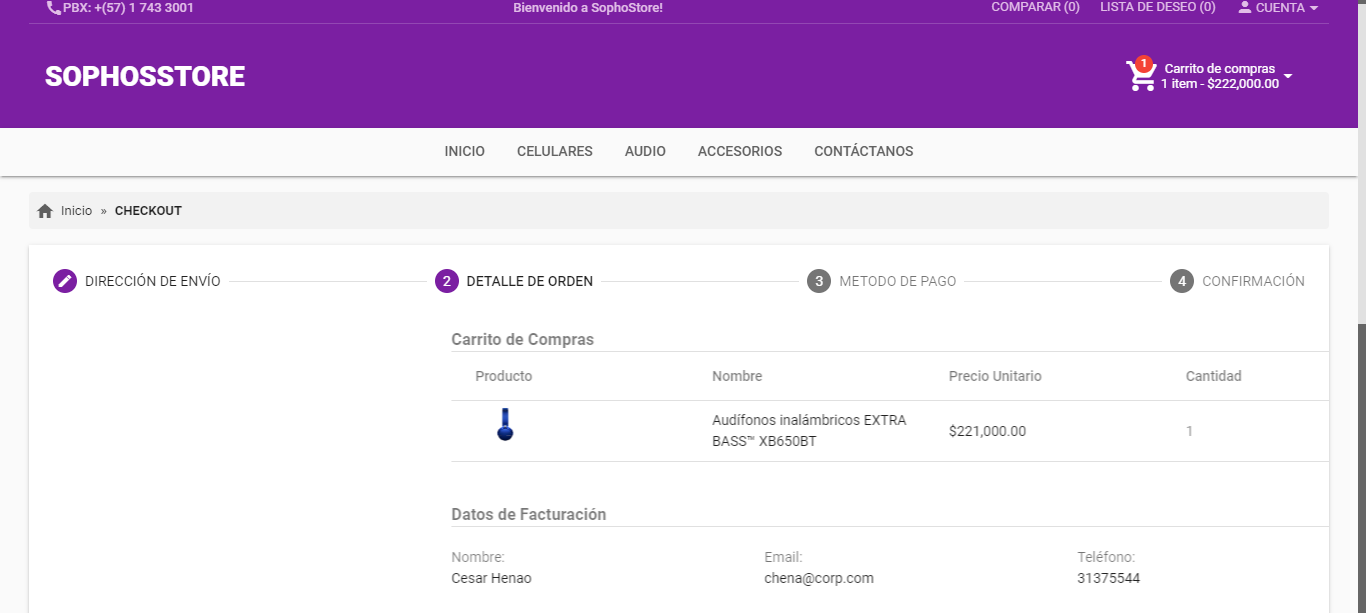 PBX: +(57) 1 743 3001
Bienvenido a SophoStore!
COMPARAR (0)
LISTA DE DESEO (0)
CUENTA
SOPHOSSTORE
1
Carrito de compras
1 item - $222,000.00
INICIO
CELULARES
AUDIO
ACCESORIOS
CONTÁCTANOS
Inicio » CHECKOUT
DIRECCIÓN DE ENVÍO
2 DETALLE DE ORDEN
3 METODO DE PAGO
4 CONFIRMACIÓN
Carrito de Compras
Producto
Nombre
Precio Unitario
Cantidad
Audífonos inalámbricos EXTRA
BASS™ XB650BT
$221,000.00
1
Datos de Facturación
Nombre:
Cesar Henao
Email:
chena@corp.com
Teléfono:
31375544